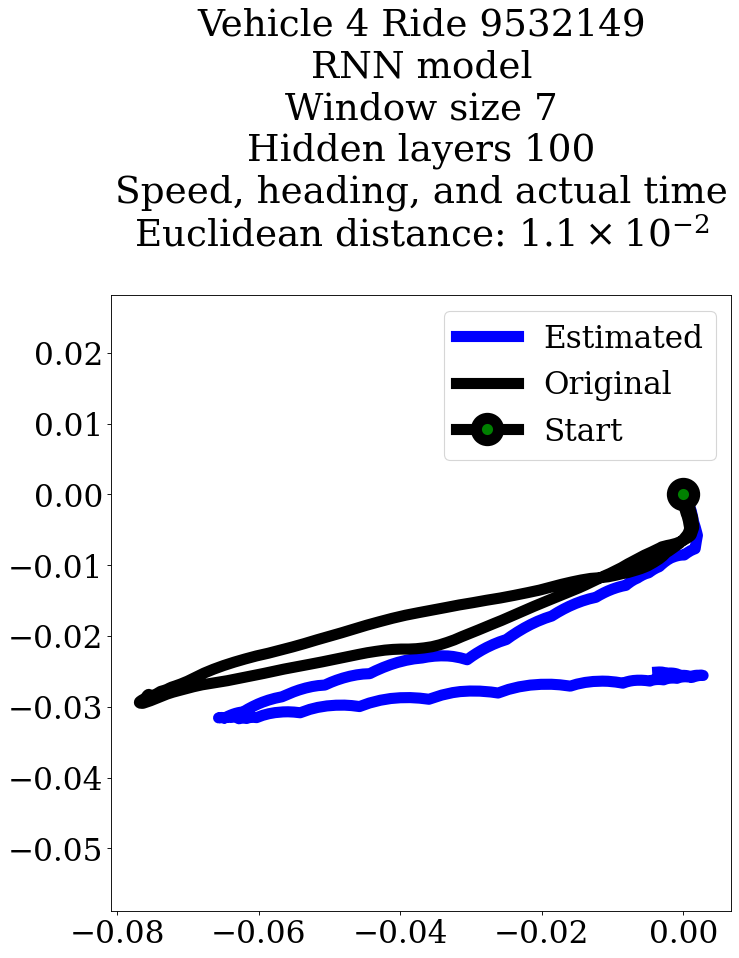 Vehicle 4 Ride 9532149
RNN model
Window size 7
Hidden layers 100
Speed, heading, and actual time
Euclidean distance: 1.1 × 10⁻²
Estimated
Original
Start
0.02
0.01
0.00
−0.01
−0.02
−0.03
−0.04
−0.05
−0.08 −0.06 −0.04 −0.02 0.00